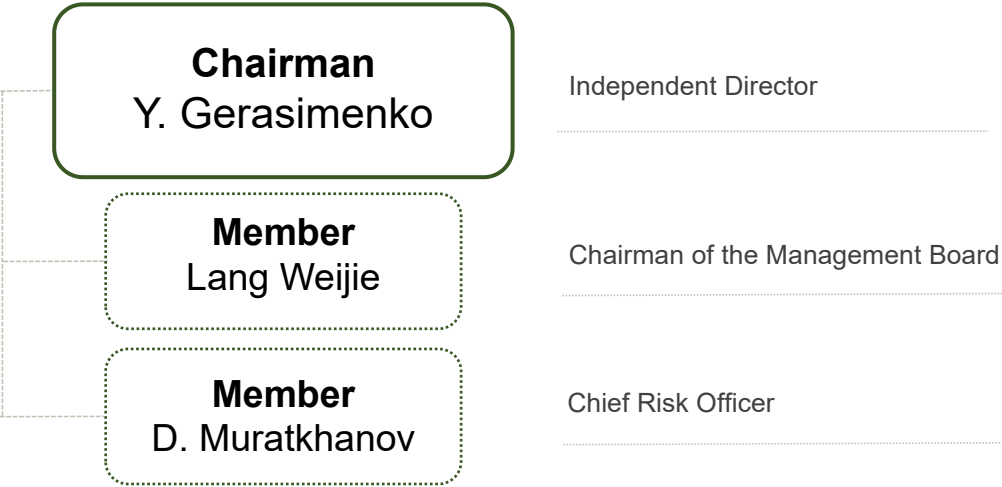 Chairman
Y. Gerasimenko
Independent Director
Member
Lang Weijie
Chairman of the Management Board
Member
D. Muratkhanov
Chief Risk Officer